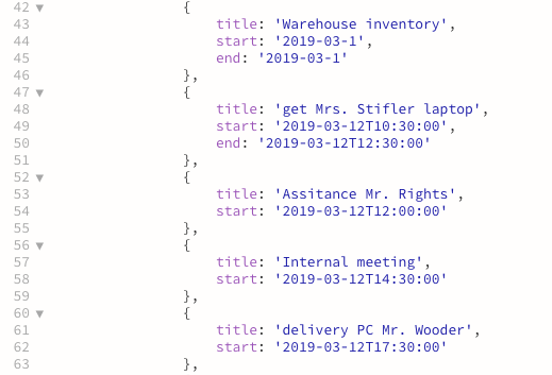 42 ▼ {
43 title: 'Warehouse inventory',
44 start: '2019-03-1',
45 end: '2019-03-1'
46 },
47 ▼ {
48 title: 'get Mrs. Stifler laptop',
49 start: '2019-03-12T10:30:00',
50 end: '2019-03-12T12:30:00'
51 },
52 ▼ {
53 title: 'Assitance Mr. Rights',
54 start: '2019-03-12T12:00:00'
55 },
56 ▼ {
57 title: 'Internal meeting',
58 start: '2019-03-12T14:30:00'
59 },
60 ▼ {
61 title: 'delivery PC Mr. Wooder',
62 start: '2019-03-12T17:30:00'
63 },